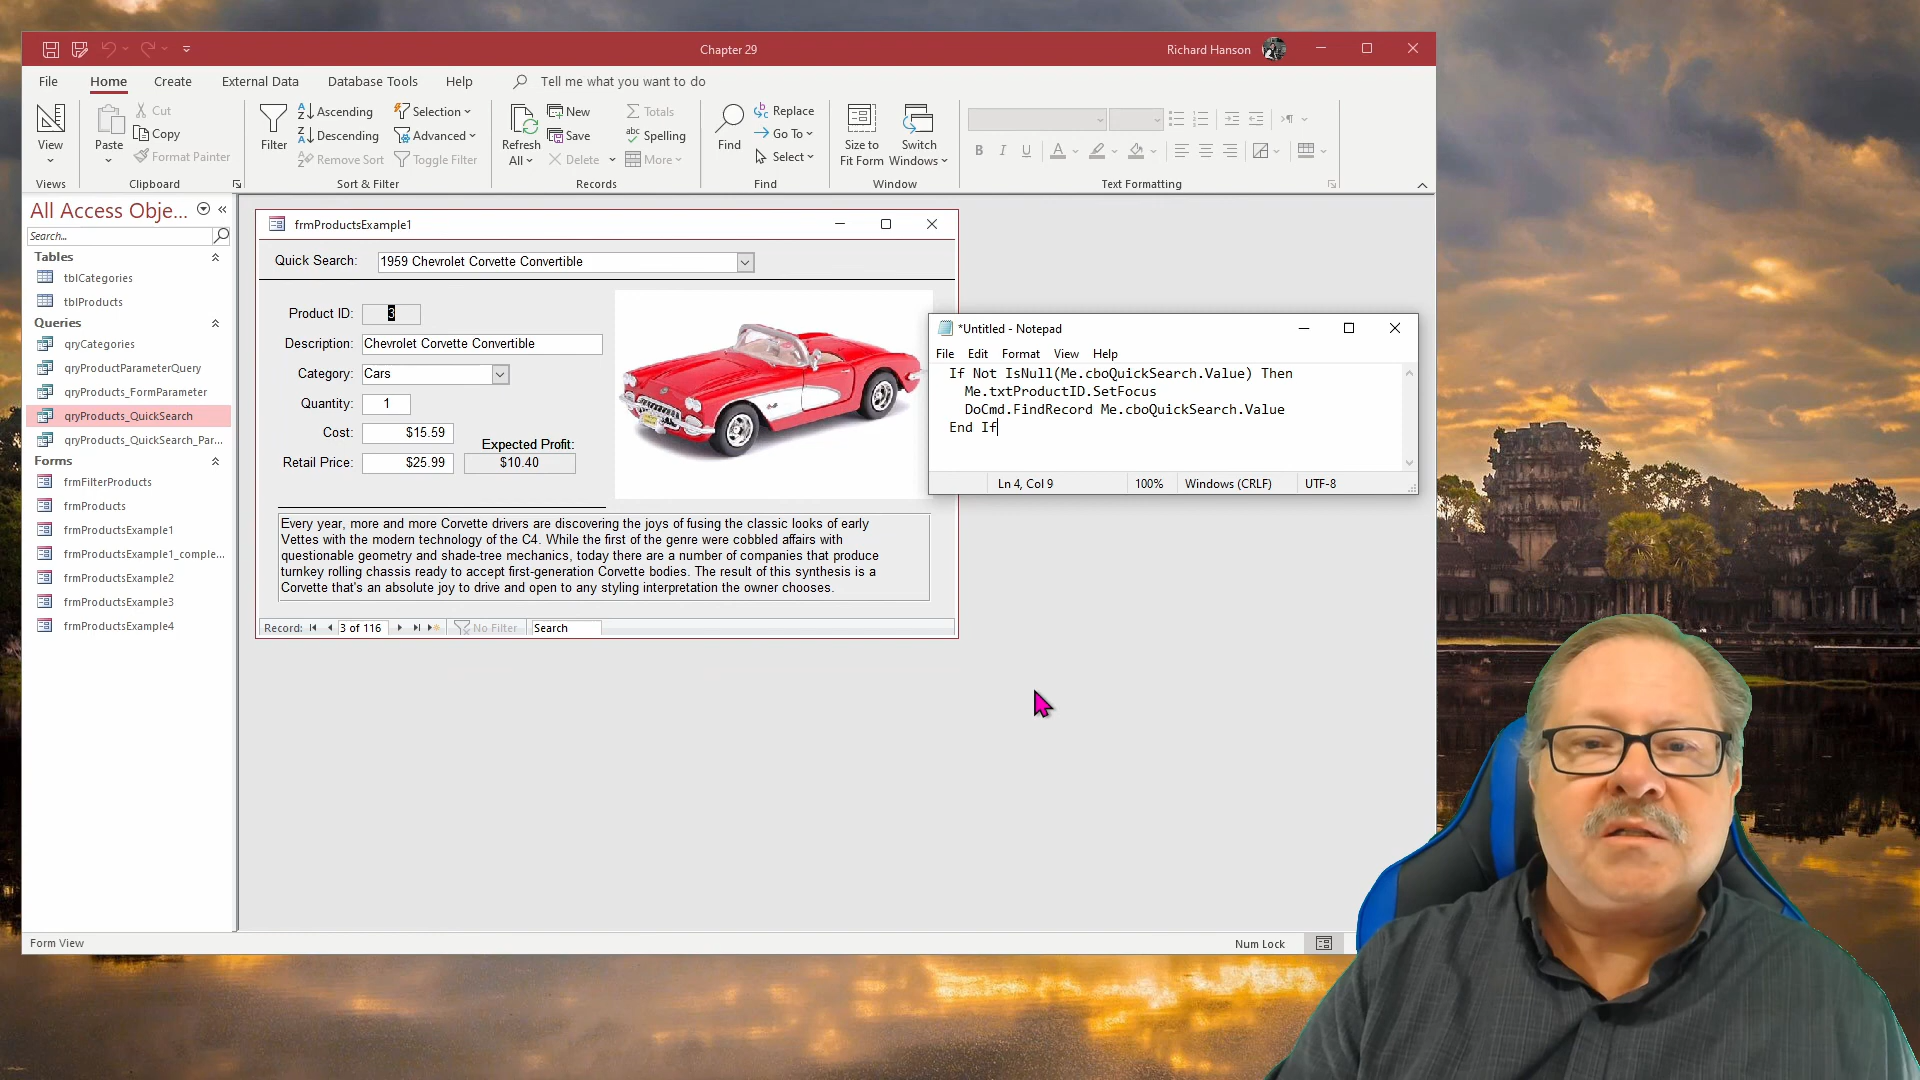 Chapter 29
Richard Hanson
File Home Create External Data Database Tools Help Tell me what you want to do
View
Views
Paste
Cut
Copy
Format Painter
Clipboard
Filter
Ascending
Descending
Remove Sort
Selection
Advanced
Toggle Filter
Sort & Filter
Refresh All
New
Save
Delete
Totals
Spelling
More
Records
Find
Replace
Go To
Select
Find
Size to Fit Form
Switch Windows
Window
B I U
Text Formatting
All Access Obje...
Search...
Tables
tblCategories
tblProducts
Queries
qryCategories
qryProductParameterQuery
qryProducts_FormParameter
qryProducts_QuickSearch
qryProducts_QuickSearch_Par...
Forms
frmFilterProducts
frmProducts
frmProductsExample1
frmProductsExample1_comple...
frmProductsExample2
frmProductsExample3
frmProductsExample4
frmProductsExample1
Quick Search: 1959 Chevrolet Corvette Convertible
Product ID: 3
Description: Chevrolet Corvette Convertible
Category: Cars
Quantity: 1
Cost: $15.59
Expected Profit:
Retail Price: $25.99 $10.40
Every year, more and more Corvette drivers are discovering the joys of fusing the classic looks of early
Vettes with the modern technology of the C4. While the first of the genre were cobbled affairs with
questionable geometry and shade-tree mechanics, today there are a number of companies that produce
turnkey rolling chassis ready to accept first-generation Corvette bodies. The result of this synthesis is a
Corvette that's an absolute joy to drive and open to any styling interpretation the owner chooses.
Record: 3 of 116 No Filter Search
*Untitled - Notepad
File Edit Format View Help
If Not IsNull(Me.cboQuickSearch.Value) Then
Me.txtProductID.SetFocus
DoCmd.FindRecord Me.cboQuickSearch.Value
End If
Ln 4, Col 9 100% Windows (CRLF) UTF-8
Form View
Num Lock